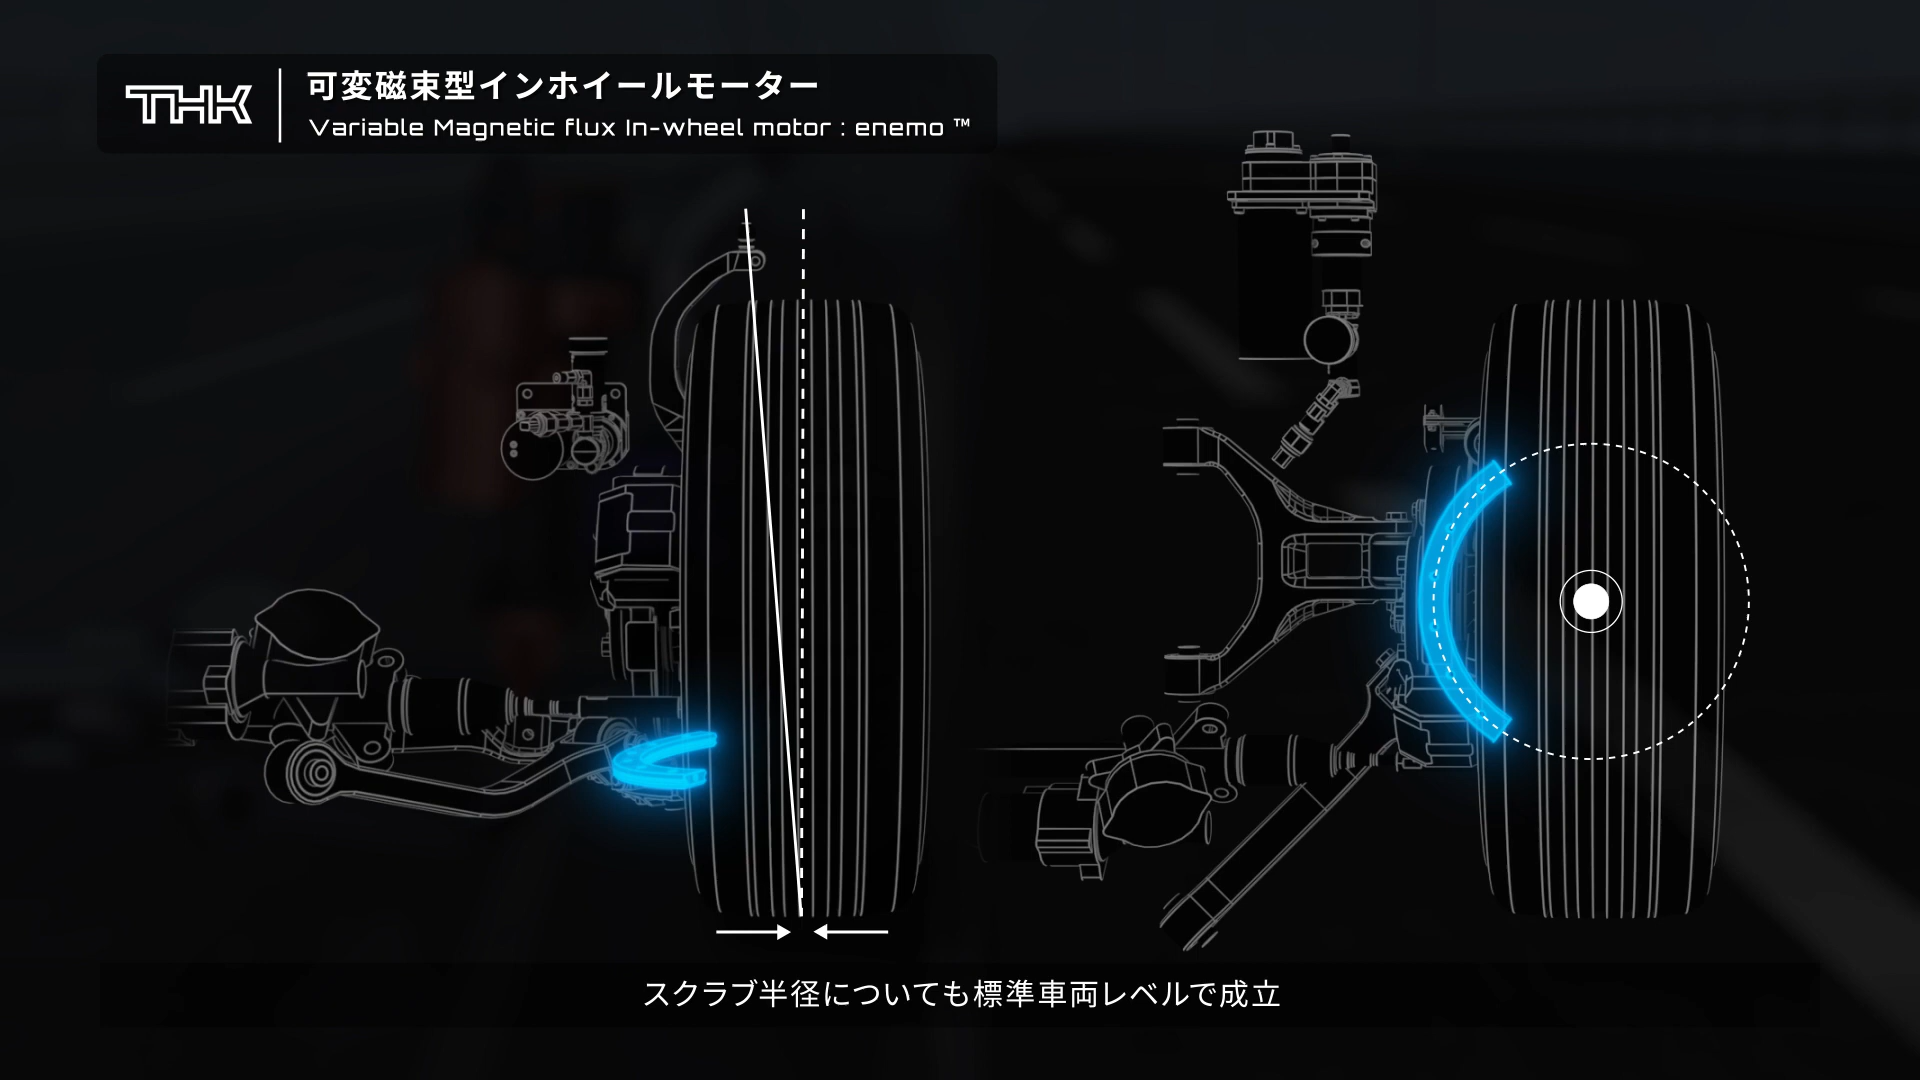 THK
可変磁束型インホイールモーター
Variable Magnetic flux In-wheel motor : enemo ™
スクラブ半径についても標準車両レベルで成立